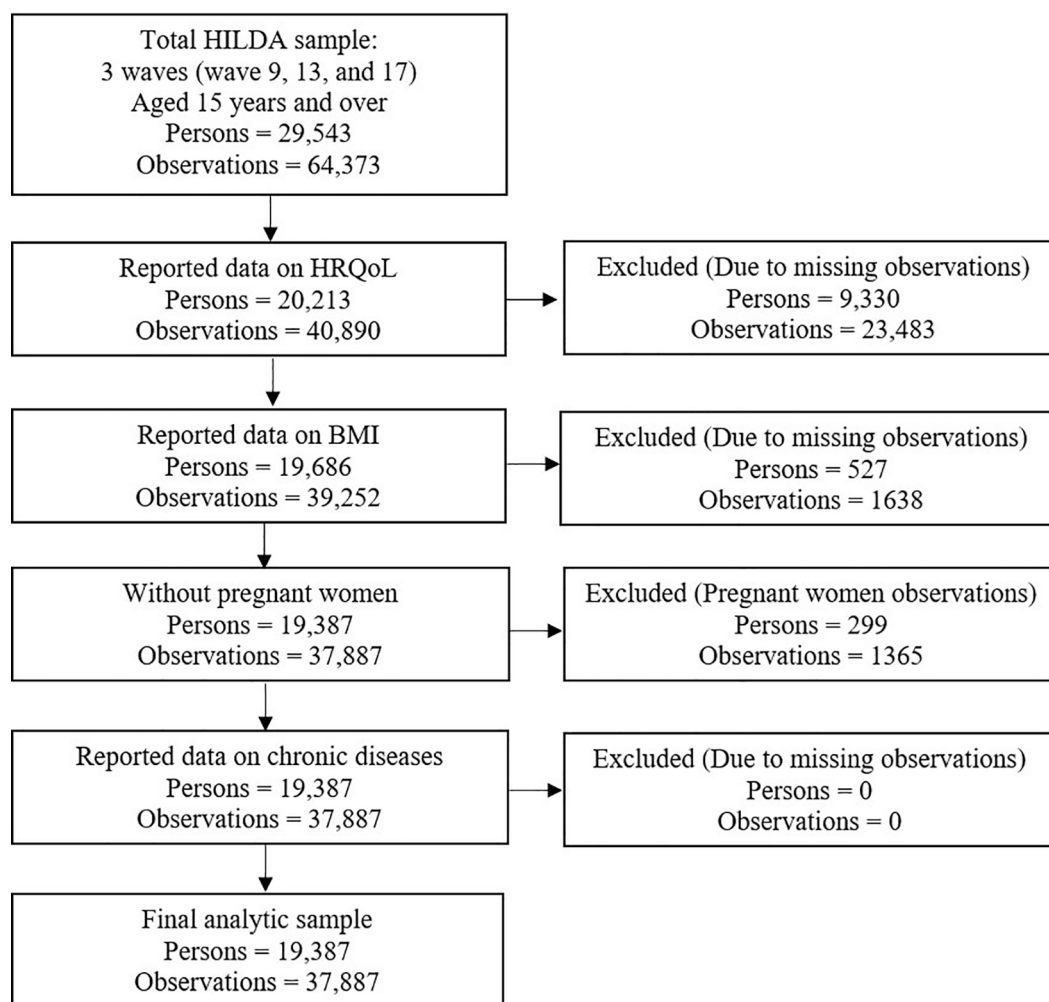 Total HILDA sample:
3 waves (wave 9, 13, and 17)
Aged 15 years and over
Persons = 29,543
Observations = 64,373
Reported data on HRQoL
Persons = 20,213
Observations = 40,890
Excluded (Due to missing observations)
Persons = 9,330
Observations = 23,483
Reported data on BMI
Persons = 19,686
Observations = 39,252
Excluded (Due to missing observations)
Persons = 527
Observations = 1638
Without pregnant women
Persons = 19,387
Observations = 37,887
Excluded (Pregnant women observations)
Persons = 299
Observations = 1365
Reported data on chronic diseases
Persons = 19,387
Observations = 37,887
Excluded (Due to missing observations)
Persons = 0
Observations = 0
Final analytic sample
Persons = 19,387
Observations = 37,887